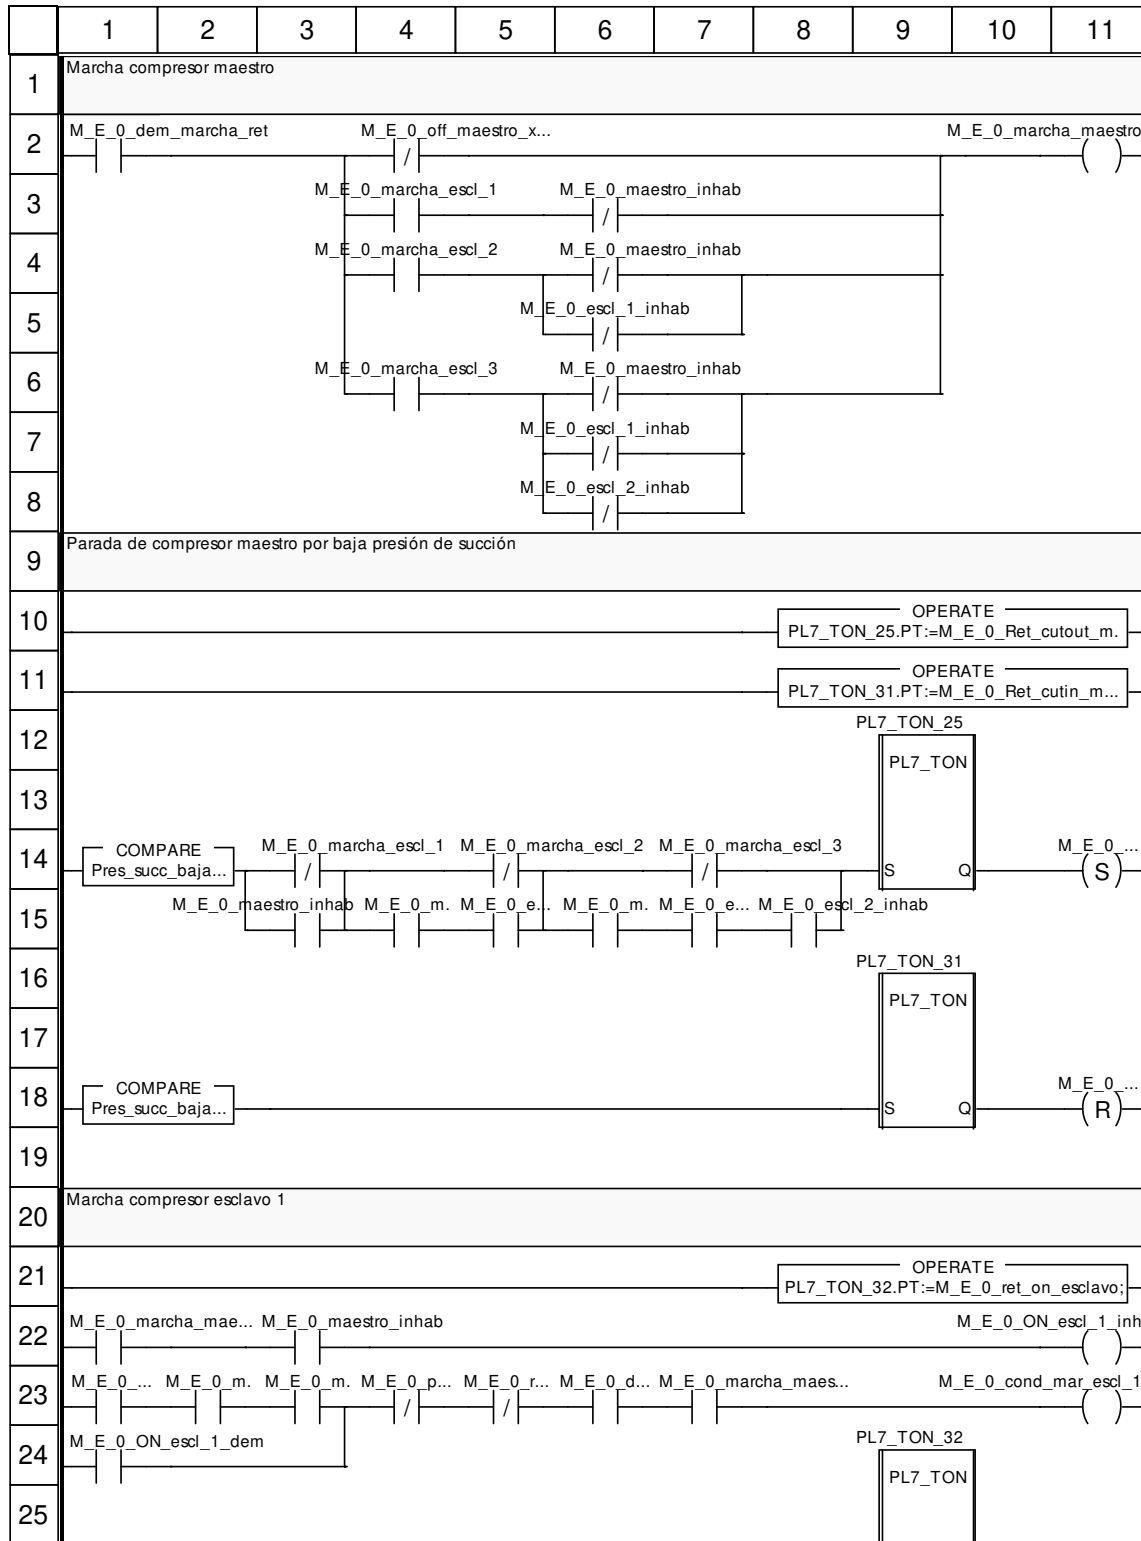 1 2 3 4 5 6 7 8 9 10 11
1 Marcha compresor maestro
M_E_0_dem_marcha_ret M_E_0_off_maestro_x... M_E_0_marcha_maestro
2 / ( )
M_E_0_marcha_escl_1 M_E_0_maestro_inhab
3 /
M_E_0_marcha_escl_2 M_E_0_maestro_inhab
4 /
M_E_0_escl_1_inhab
5 /
M_E_0_marcha_escl_3 M_E_0_maestro_inhab
6 /
M_E_0_escl_1_inhab
7 /
M_E_0_escl_2_inhab
8 /
9 Parada de compresor maestro por baja presión de succión
OPERATE
10 PL7_TON_25.PT:=M_E_0_Ret_cutout_m.
OPERATE
11 PL7_TON_31.PT:=M_E_0_Ret_cutin_m...
PL7_TON_25
12 PL7_TON
13
COMPARE M_E_0_marcha_escl_1 M_E_0_marcha_escl_2 M_E_0_marcha_escl_3 M_E_0_...
14 Pres_succ_baja... / / / S Q (S)
M_E_0_maestro_inhab M_E_0_m. M_E_0_e... M_E_0_m. M_E_0_e... M_E_0_escl_2_inhab
15
PL7_TON_31
16 PL7_TON
17
COMPARE M_E_0_...
18 Pres_succ_baja... S Q (R)
19
20 Marcha compresor esclavo 1
OPERATE
21 PL7_TON_32.PT:=M_E_0_ret_on_esclavo;
M_E_0_marcha_mae... M_E_0_maestro_inhab M_E_0_ON_escl_1_inh
22 ( )
M_E_0_... M_E_0_m. M_E_0_m. M_E_0_p... M_E_0_r... M_E_0_d... M_E_0_marcha_maes... M_E_0_cond_mar_escl_1
23 / / ( )
M_E_0_ON_escl_1_dem PL7_TON_32
24 PL7_TON
25